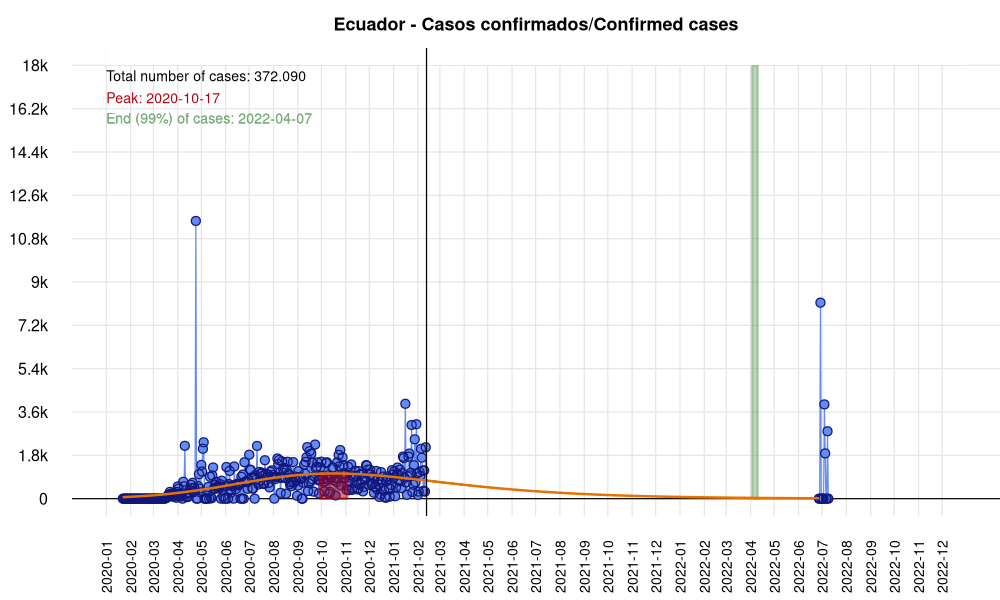 Ecuador - Casos confirmados/Confirmed cases
18k
16.2k
14.4k
12.6k
10.8k
9k
7.2k
5.4k
3.6k
1.8k
0
Total number of cases: 372.090
Peak: 2020-10-17
End (99%) of cases: 2022-04-07
2020-01
2020-02
2020-03
2020-04
2020-05
2020-06
2020-07
2020-08
2020-09
2020-10
2020-11
2020-12
2021-01
2021-02
2021-03
2021-04
2021-05
2021-06
2021-07
2021-08
2021-09
2021-10
2021-11
2021-12
2022-01
2022-02
2022-03
2022-04
2022-05
2022-06
2022-07
2022-08
2022-09
2022-10
2022-11
2022-12